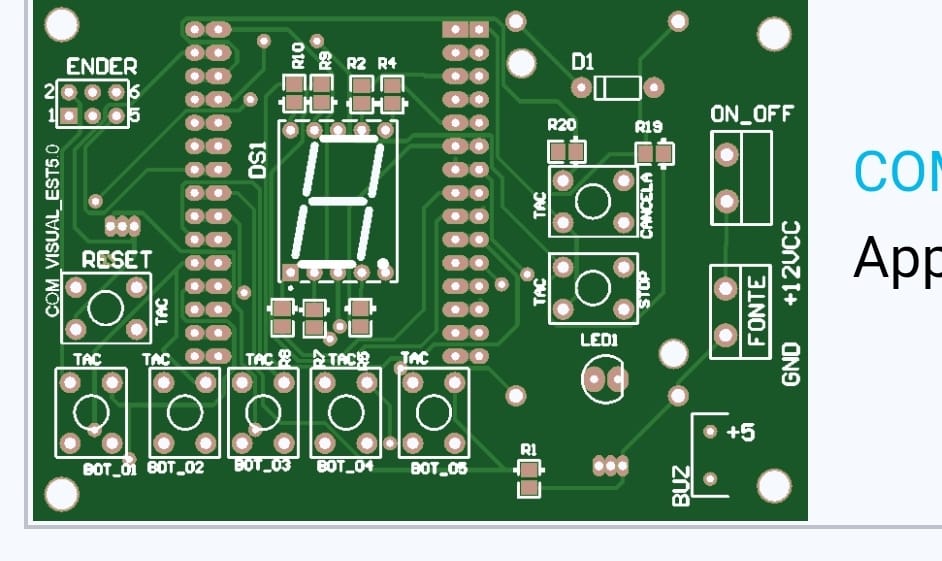 ENDER
2
6
1
5
COM VISUAL_EST5.0
R10
R9
R2
R4
DS1
D1
R20
R19
ON_OFF
TAC
CANCELA
TAC
STOP
RESET
TAC
FONTE
+12VCC
GND
LED1
TAC
TAC
TAC
R8
R7
TAC
TAC
BOT_01
BOT_02
BOT_03
BOT_04
BOT_05
R1
+5
BUZ
COM
App